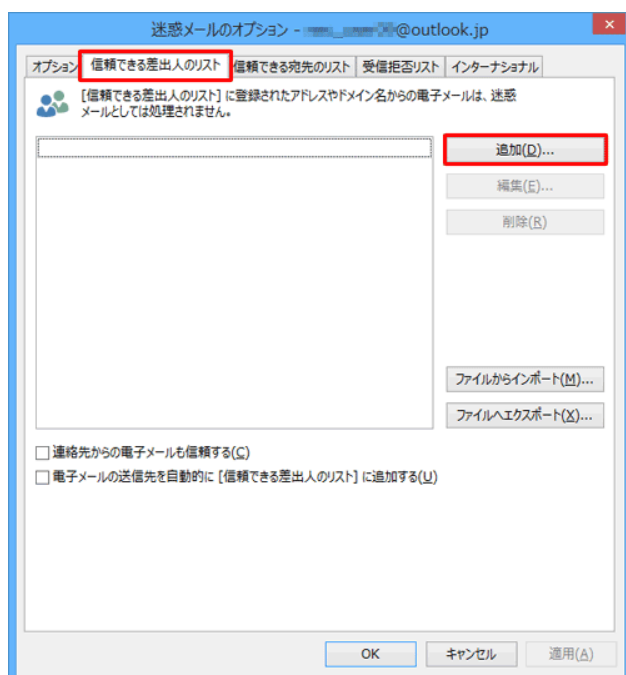 迷惑メールのオプション - @outlook.jp
オプション 信頼できる差出人のリスト 信頼できる宛先のリスト 受信拒否リスト インターナショナル
[信頼できる差出人のリスト] に登録されたアドレスやドメイン名からの電子メールは、迷惑
メールとしては処理されません。
追加(D)...
編集(E)...
削除(R)
ファイルからインポート(M)...
ファイルへエクスポート(X)...
連絡先からの電子メールも信頼する(C)
電子メールの送信先を自動的に [信頼できる差出人のリスト] に追加する(U)
OK キャンセル 適用(A)